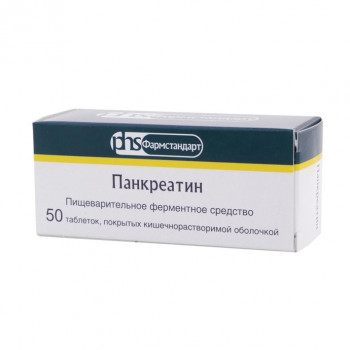 phs Фармстандарт
Панкреатин
Пищеварительное ферментное средство
50 таблеток, покрытых кишечнорастворимой оболочкой